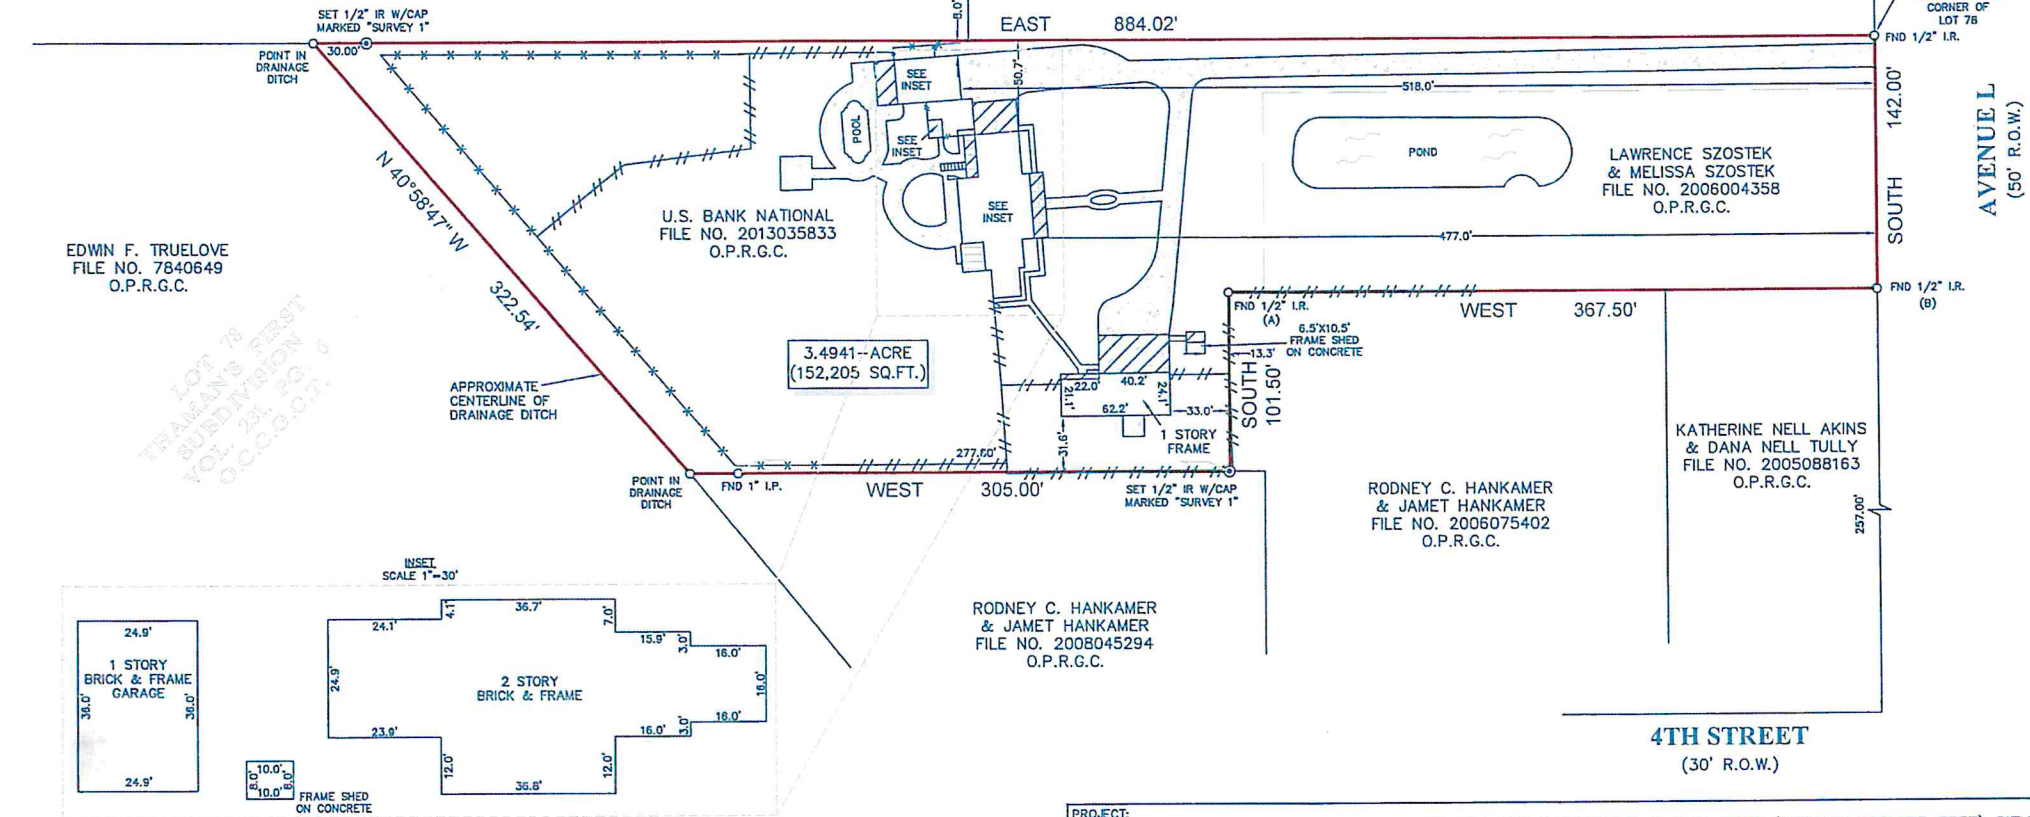 SET 1/2" IR W/CAP
MARKED "SURVEY 1"
8.0'
EAST 884.02'
CORNER OF
LOT 78
FND 1/2" I.R.
30.00'
POINT IN
DRAINAGE
DITCH
SEE
INSET
50.7'
518.0'
142.00'
SOUTH
AVENUE L
(50' R.O.W.)
POOL
SEE
INSET
POND
LAWRENCE SZOSTEK
& MELISSA SZOSTEK
FILE NO. 2006004358
O.P.R.G.C.
N 40°58'47" W
322.54'
U.S. BANK NATIONAL
FILE NO. 2013035833
O.P.R.G.C.
SEE
INSET
477.0'
EDWIN F. TRUELOVE
FILE NO. 7840649
O.P.R.G.C.
FND 1/2" I.R.
(B)
FND 1/2" I.R.
(A)
WEST 367.50'
LOT 78
THAMAN'S FIRST
SUBDIVISION
VOL. 221, PG. 6
O.C.C.G.C.T.
6.5'X10.5'
FRAME SHED
ON CONCRETE
13.3'
3.4941--ACRE
(152,205 SQ.FT.)
SOUTH
101.50'
APPROXIMATE
CENTERLINE OF
DRAINAGE DITCH
22.0'
40.2'
21.1'
24.1'
62.2'
33.0'
31.6'
1 STORY
FRAME
277.60'
POINT IN
DRAINAGE
DITCH
FND 1" I.P.
WEST 305.00'
SET 1/2" IR W/CAP
MARKED "SURVEY 1"
KATHERINE NELL AKINS
& DANA NELL TULLY
FILE NO. 2005088163
O.P.R.G.C.
RODNEY C. HANKAMER
& JAMET HANKAMER
FILE NO. 2006075402
O.P.R.G.C.
257.00'
INSET
SCALE 1"=30'
24.9'
1 STORY
BRICK & FRAME
GARAGE
36.0'
36.0'
24.9'
8.0'
10.0'
8.0'
10.0'
FRAME SHED
ON CONCRETE
24.1'
4.1'
36.7'
7.0'
15.9'
3.0'
16.0'
24.9'
2 STORY
BRICK & FRAME
16.0'
23.9'
12.0'
36.8'
12.0'
16.0'
3.0'
16.0'
RODNEY C. HANKAMER
& JAMET HANKAMER
FILE NO. 2008045294
O.P.R.G.C.
4TH STREET
(30' R.O.W.)
PROJECT: